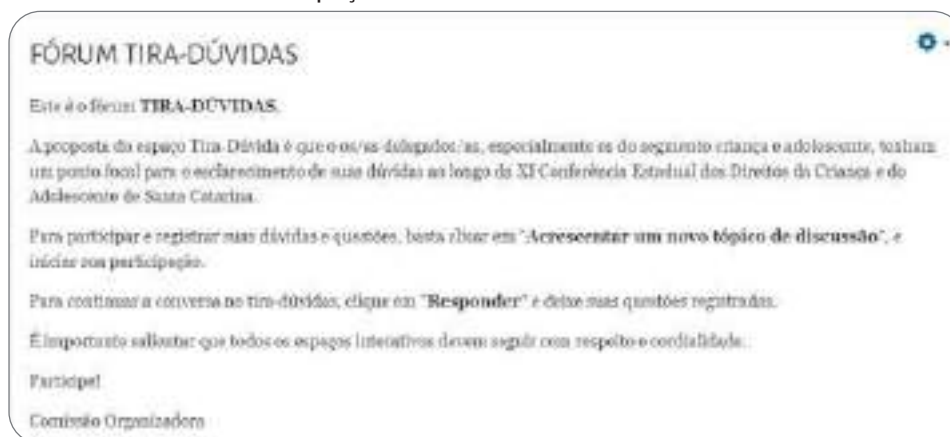 FÓRUM TIRA-DÚVIDAS
Este é o fórum TIRA-DÚVIDAS.
A proposta do espaço Tira-Dúvida é que o os/as delegados/as, especialmente os do segmento criança e adolescente, tenham
um ponto focal para o esclarecimento de suas dúvidas ao longo da XI Conferência Estadual dos Direitos da Criança e do
Adolescente de Santa Catarina.
Para participar e registrar suas dúvidas e questões, basta clicar em "Acrescentar um novo tópico de discussão", e
iniciar sua participação.
Para continuar a conversa no tira-dúvidas, clique em "Responder" e deixe suas questões registradas.
É importante salientar que todos os espaços interativos devem seguir com respeito e cordialidade.
Participe!
Comissão Organizadora